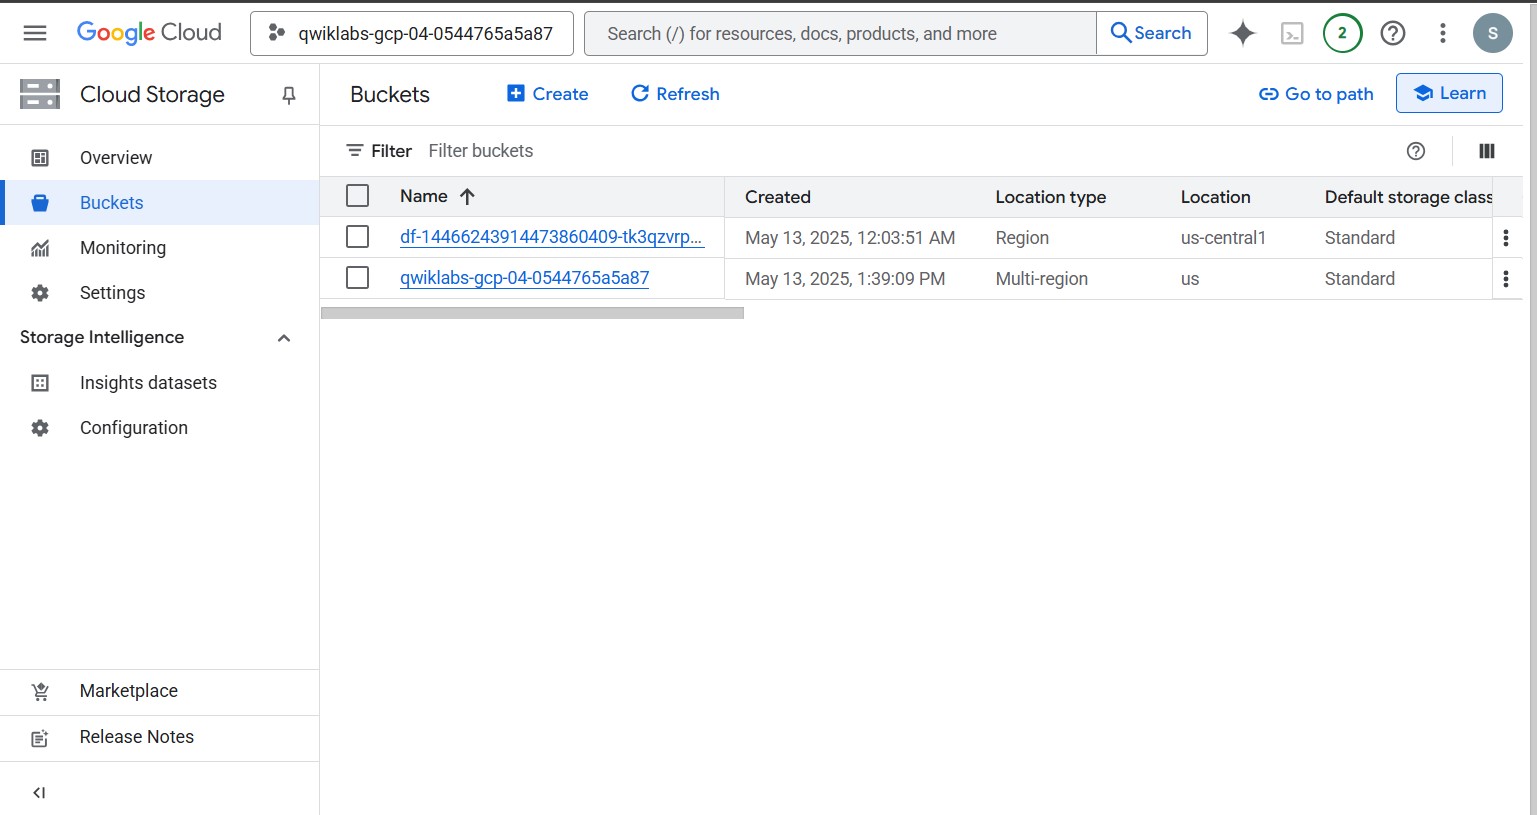 Google Cloud
qwiklabs-gcp-04-0544765a5a87
Search (/) for resources, docs, products, and more
Search
2
S
Cloud Storage
Buckets
Create
Refresh
Go to path
Learn
Overview
Buckets
Monitoring
Settings
Storage Intelligence
Insights datasets
Configuration
Marketplace
Release Notes
Filter Filter buckets
Name Created Location type Location Default storage class
df-14466243914473860409-tk3qzvrp... May 13, 2025, 12:03:51 AM Region us-central1 Standard
qwiklabs-gcp-04-0544765a5a87 May 13, 2025, 1:39:09 PM Multi-region us Standard